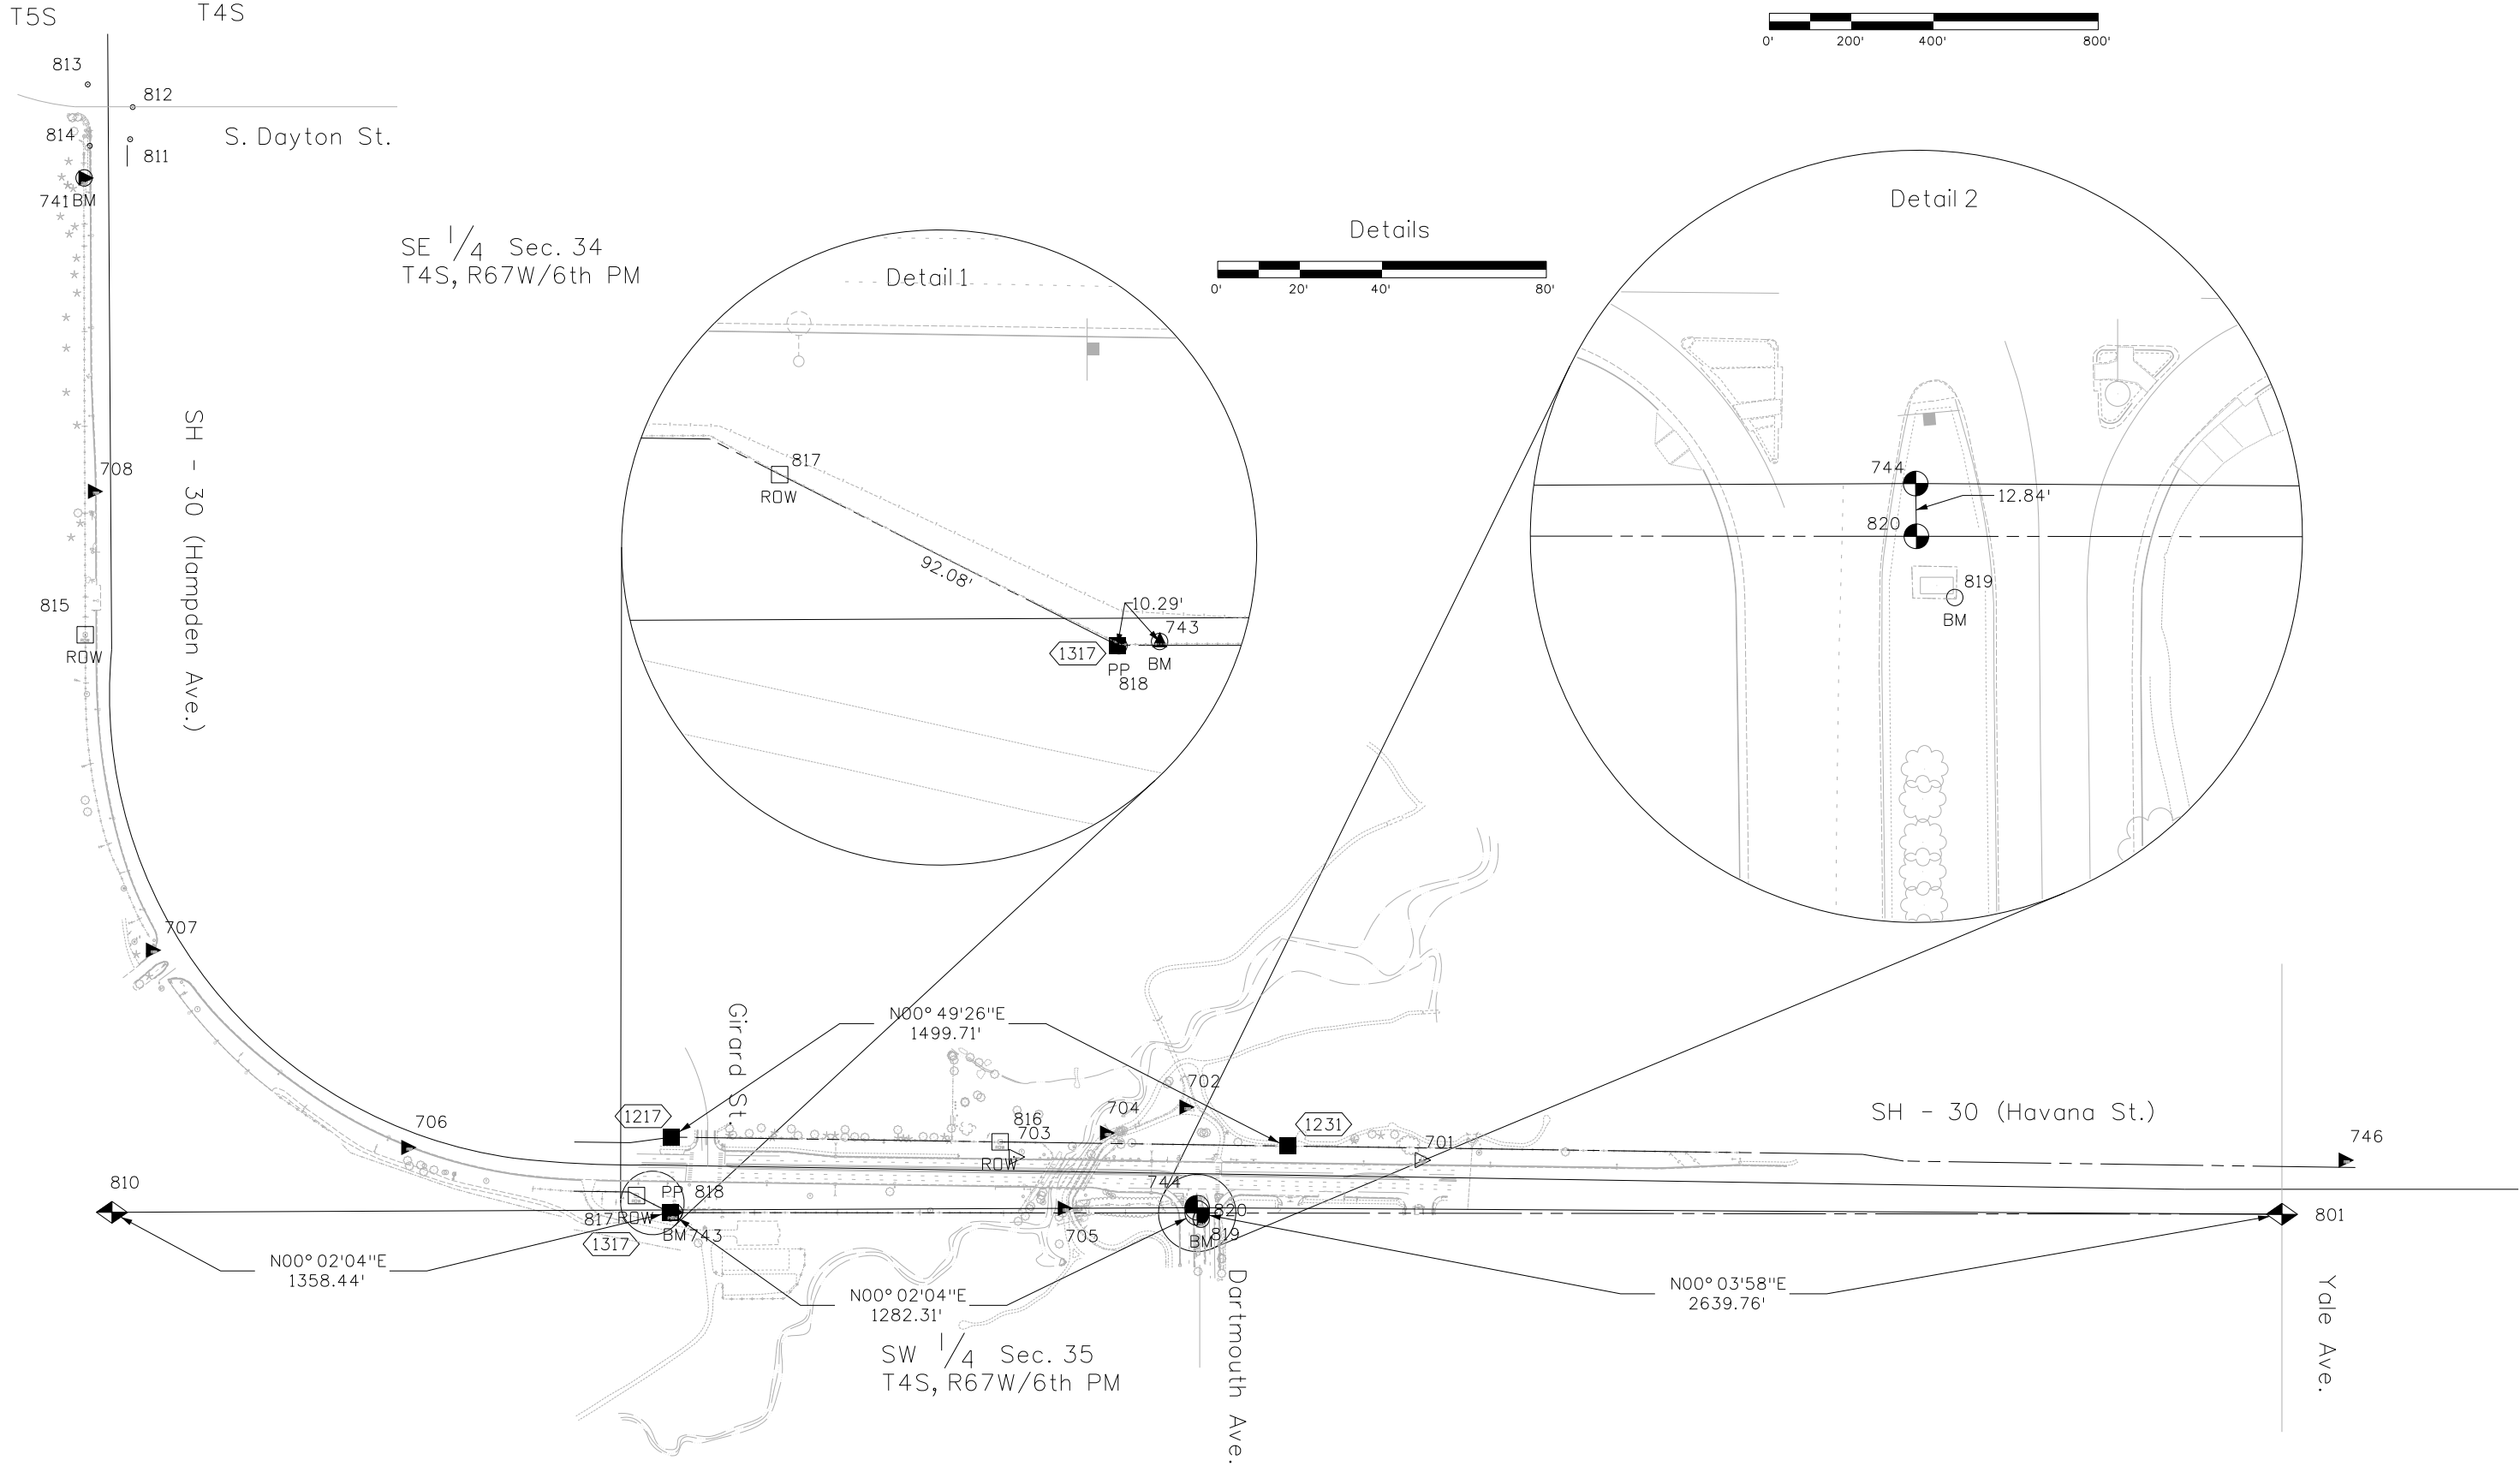 T5S
T4S
0'
200'
400'
800'
813
812
814
S. Dayton St.
811
741
BM
SE 1/4 Sec. 34
T4S, R67W/6th PM
Detail 1
Details
0'
20'
40'
80'
Detail 2
817
ROW
92.08'
10.29'
743
1317
PP
BM
818
744
12.84'
820
819
BM
708
SH - 30 (Hampden Ave.)
815
ROW
707
706
810
N00° 02'04"E
1358.44'
Girard St.
N00° 49'26"E
1499.71'
1217
816
703
ROW
704
702
1231
701
SH - 30 (Havana St.)
746
PP
818
817
ROW
BM
743
1317
705
744
820
819
BM
801
N00° 02'04"E
1282.31'
N00° 03'58"E
2639.76'
SW 1/4 Sec. 35
T4S, R67W/6th PM
Dartmouth Ave.
Yale Ave.